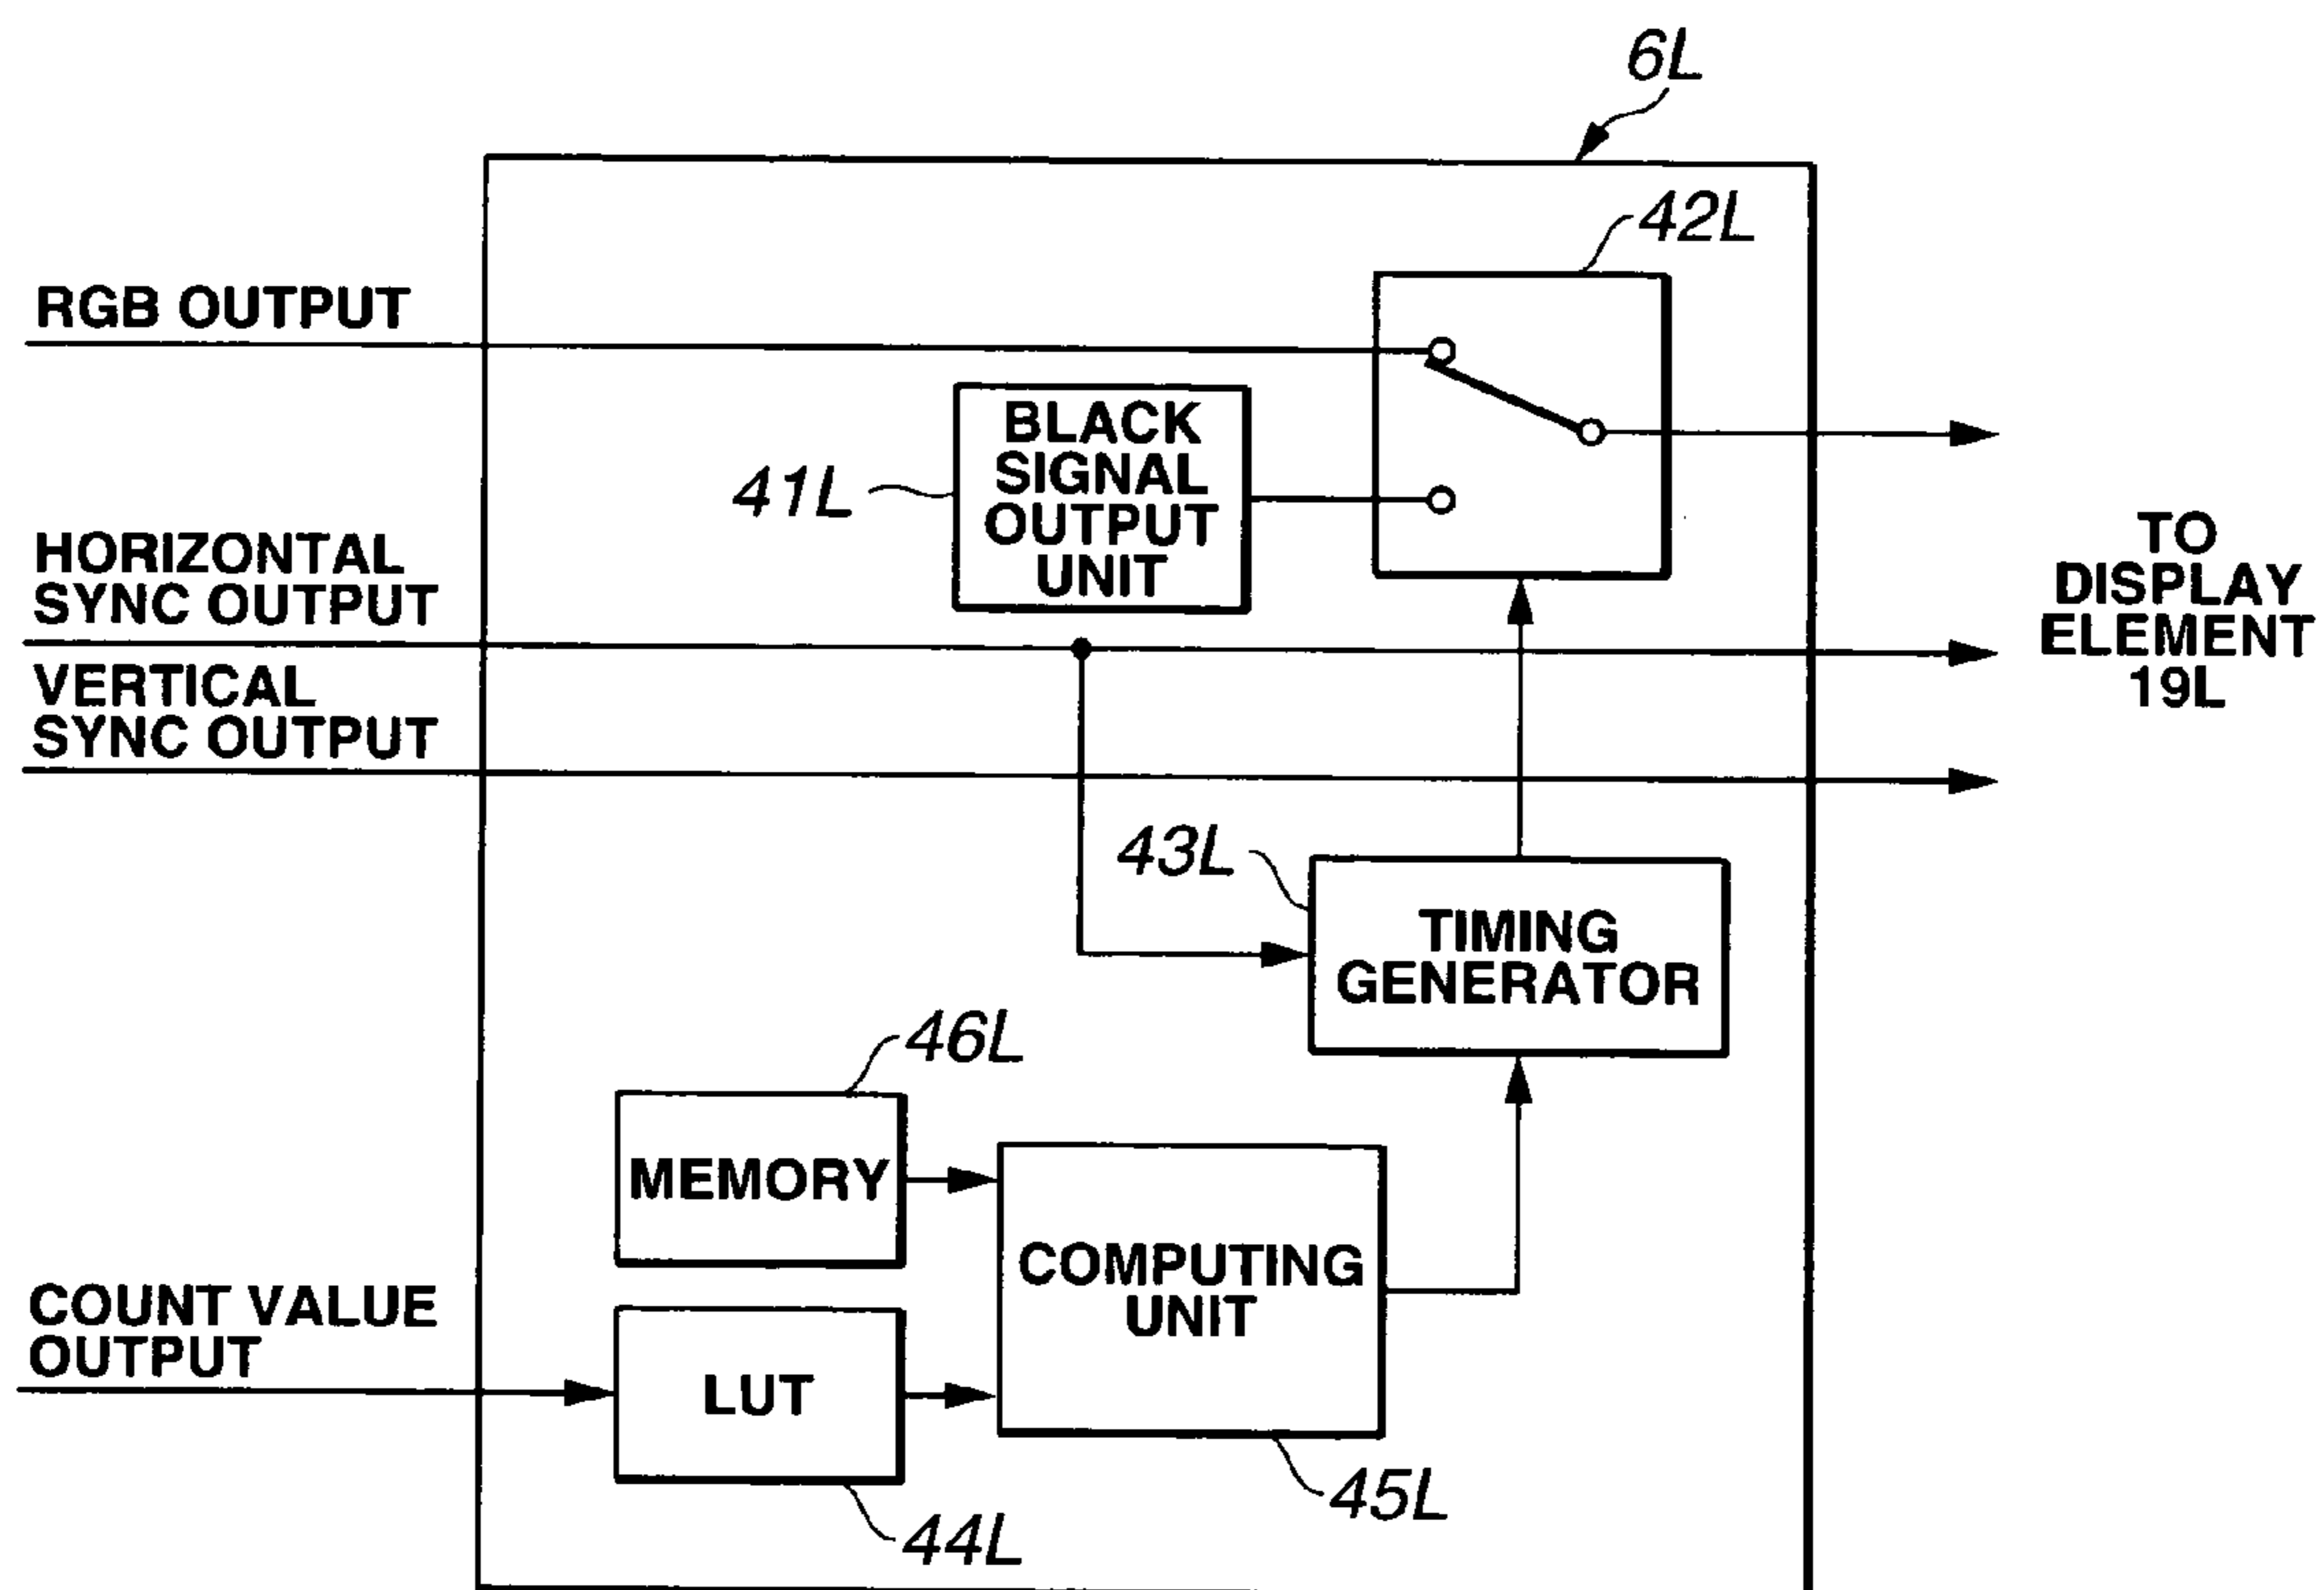 6L
42L
RGB OUTPUT
BLACK
SIGNAL
OUTPUT
UNIT
41L
HORIZONTAL
SYNC OUTPUT
TO
DISPLAY
ELEMENT
19L
VERTICAL
SYNC OUTPUT
43L
TIMING
GENERATOR
46L
MEMORY
COMPUTING
UNIT
COUNT VALUE
OUTPUT
LUT
45L
44L